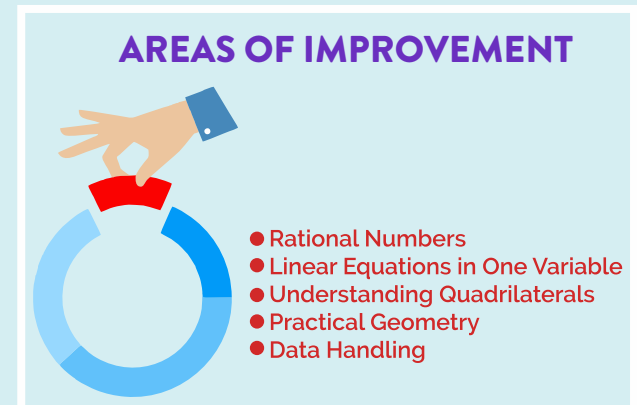 AREAS OF IMPROVEMENT
Rational Numbers
Linear Equations in One Variable
Understanding Quadrilaterals
Practical Geometry
Data Handling